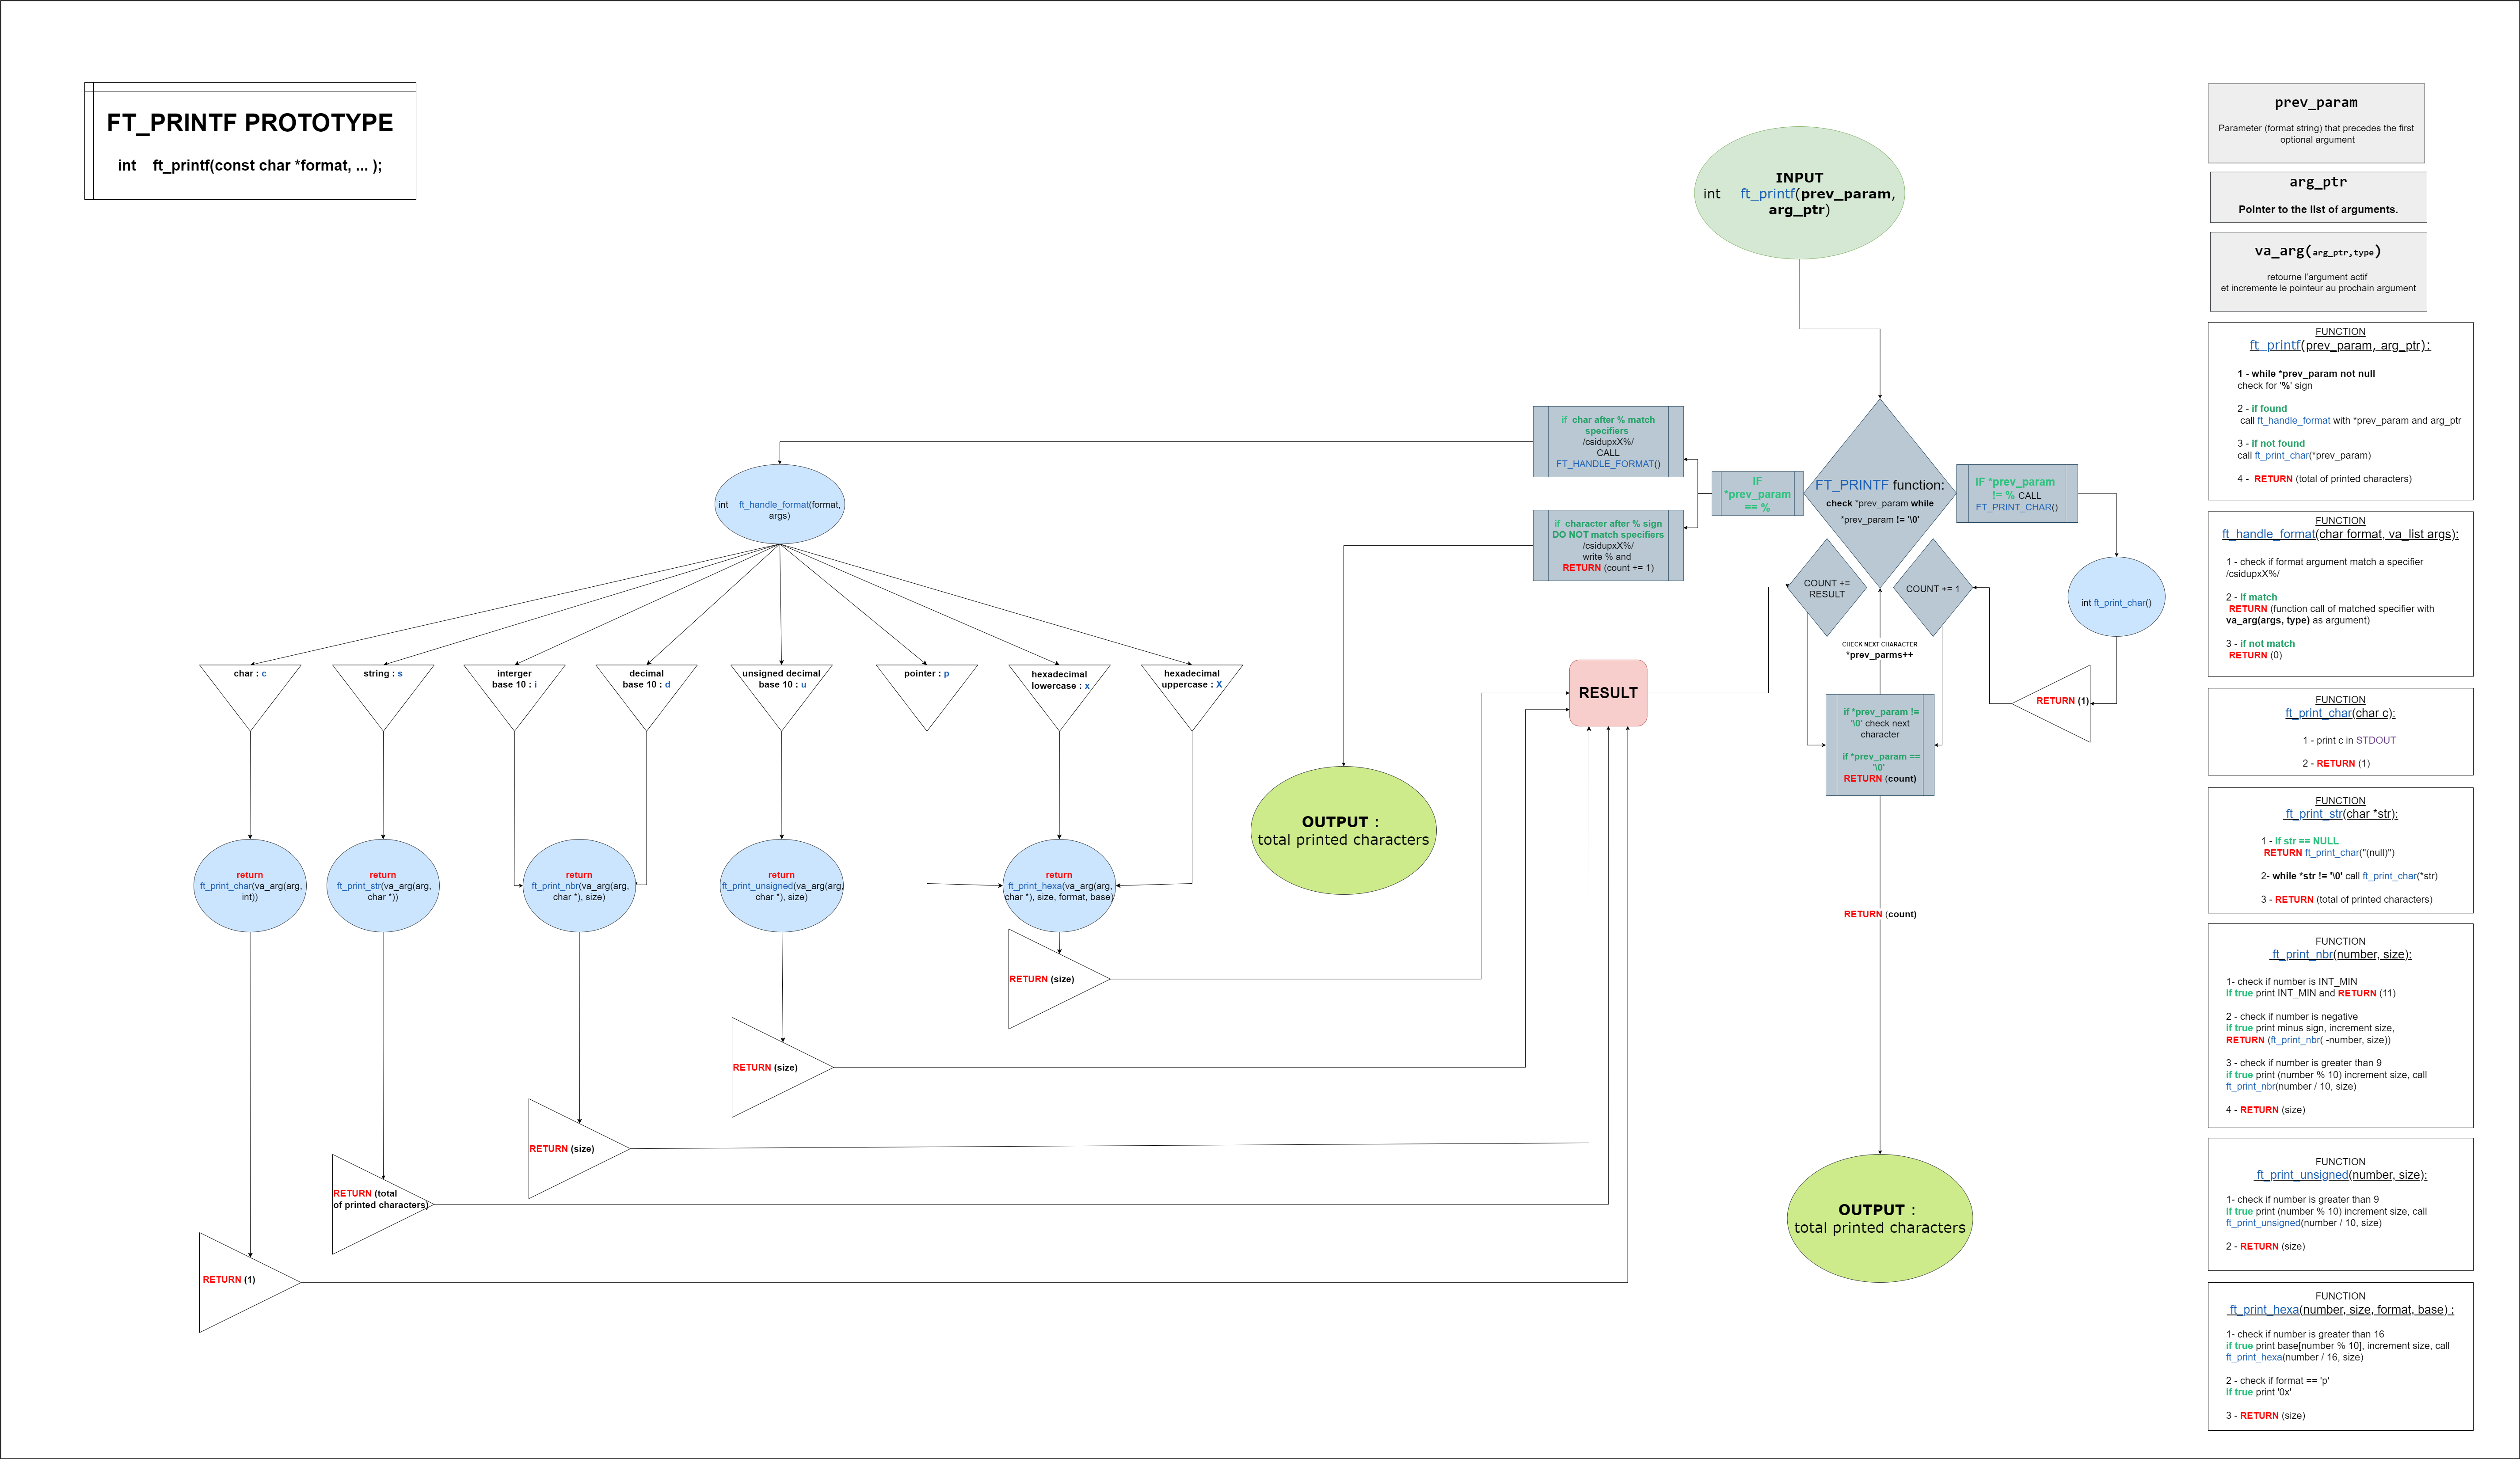 FT_PRINTF PROTOTYPE
int ft_printf(const char *format, ... );
INPUT
int ft_printf(prev_param,
arg_ptr)
if char after % match
specifiers
/csidupxX%/
CALL
FT_HANDLE_FORMAT()
if character after % sign
DO NOT match specifiers
/csidupxX%/
write % and
RETURN (count += 1)
IF
*prev_param
== %
FT_PRINTF function:
check *prev_param while
*prev_param != '\0'
IF *prev_param
!= % CALL
FT_PRINT_CHAR()
int ft_handle_format(format,
args)
COUNT +=
RESULT
COUNT += 1
int ft_print_char()
CHECK NEXT CHARACTER
*prev_parms++
RETURN (1)
char : c
string : s
interger
base 10 : i
decimal
base 10 : d
unsigned decimal
base 10 : u
pointer : p
hexadecimal
lowercase : x
hexadecimal
uppercase : X
RESULT
if *prev_param !=
'\0' check next
character
if *prev_param ==
'\0'
RETURN (count)
OUTPUT :
total printed characters
return
ft_print_char(va_arg(arg,
int))
return
ft_print_str(va_arg(arg,
char *))
return
ft_print_nbr(va_arg(arg,
char *), size)
return
ft_print_unsigned(va_arg(arg,
char *), size)
return
ft_print_hexa(va_arg(arg,
char *), size, format, base)
RETURN (count)
RETURN (size)
RETURN (size)
RETURN (size)
RETURN (total
of printed characters)
RETURN (1)
OUTPUT :
total printed characters
prev_param
Parameter (format string) that precedes the first
optional argument
arg_ptr
Pointer to the list of arguments.
va_arg(arg_ptr,type)
retourne l'argument actif
et incremente le pointeur au prochain argument
FUNCTION
ft_printf(prev_param, arg_ptr):
1 - while *prev_param not null
check for '%' sign
2 - if found
call ft_handle_format with *prev_param and arg_ptr
3 - if not found
call ft_print_char(*prev_param)
4 - RETURN (total of printed characters)
FUNCTION
ft_handle_format(char format, va_list args):
1 - check if format argument match a specifier
/csidupxX%/
2 - if match
RETURN (function call of matched specifier with
va_arg(args, type) as argument)
3 - if not match
RETURN (0)
FUNCTION
ft_print_char(char c):
1 - print c in STDOUT
2 - RETURN (1)
FUNCTION
ft_print_str(char *str):
1 - if str == NULL
RETURN ft_print_char("(null)")
2- while *str != '\0' call ft_print_char(*str)
3 - RETURN (total of printed characters)
FUNCTION
ft_print_nbr(number, size):
1- check if number is INT_MIN
if true print INT_MIN and RETURN (11)
2 - check if number is negative
if true print minus sign, increment size,
RETURN (ft_print_nbr( -number, size))
3 - check if number is greater than 9
if true print (number % 10) increment size, call
ft_print_nbr(number / 10, size)
4 - RETURN (size)
FUNCTION
ft_print_unsigned(number, size):
1- check if number is greater than 9
if true print (number % 10) increment size, call
ft_print_unsigned(number / 10, size)
2 - RETURN (size)
FUNCTION
ft_print_hexa(number, size, format, base) :
1- check if number is greater than 16
if true print base[number % 10], increment size, call
ft_print_hexa(number / 16, size)
2 - check if format == 'p'
if true print '0x'
3 - RETURN (size)